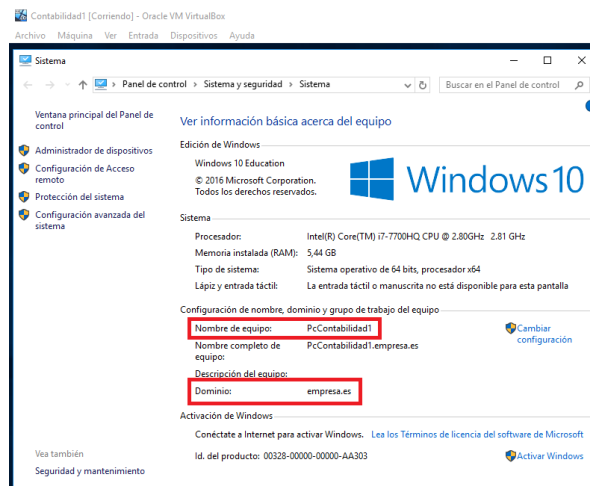 Contabilidad1 [Corriendo] - Oracle VM VirtualBox
Archivo Máquina Ver Entrada Dispositivos Ayuda
Sistema
Panel de control > Sistema y seguridad > Sistema
Buscar en el Panel de control
Ventana principal del Panel de control
Administrador de dispositivos
Configuración de Acceso remoto
Protección del sistema
Configuración avanzada del sistema
Ver información básica acerca del equipo
Edición de Windows
Windows 10 Education
© 2016 Microsoft Corporation. Todos los derechos reservados.
Windows 10
Sistema
Procesador: Intel(R) Core(TM) i7-7700HQ CPU @ 2.80GHz 2.81 GHz
Memoria instalada (RAM): 5,44 GB
Tipo de sistema: Sistema operativo de 64 bits, procesador x64
Lápiz y entrada táctil: La entrada táctil o manuscrita no está disponible para esta pantalla
Configuración de nombre, dominio y grupo de trabajo del equipo
Nombre de equipo: PcContabilidad1
Cambiar configuración
Nombre completo de equipo: PcContabilidad1.empresa.es
Descripción del equipo:
Dominio: empresa.es
Activación de Windows
Conéctate a Internet para activar Windows. Lea los Términos de licencia del software de Microsoft
Id. del producto: 00328-00000-00000-AA303
Activar Windows
Vea también
Seguridad y mantenimiento